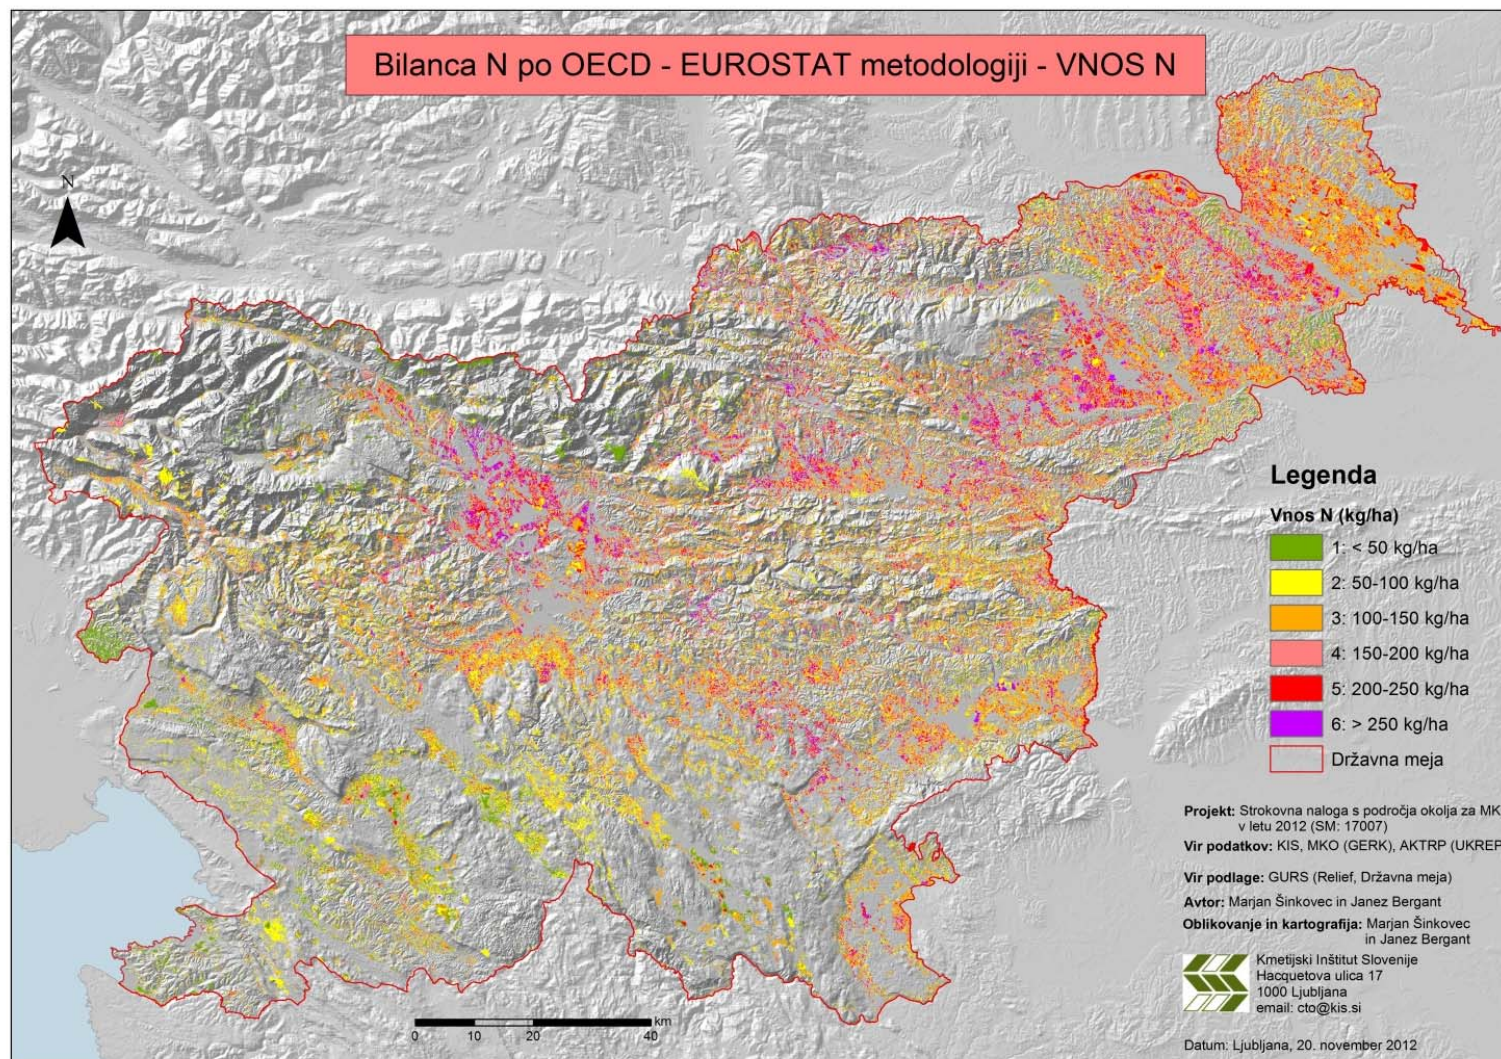 Bilanca N po OECD - EUROSTAT metodologiji - VNOS N
N
Legenda
Vnos N (kg/ha)
1: < 50 kg/ha
2: 50-100 kg/ha
3: 100-150 kg/ha
4: 150-200 kg/ha
5: 200-250 kg/ha
6: > 250 kg/ha
Državna meja
Projekt: Strokovna naloga s področja okolja za MK
v letu 2012 (SM: 17007)
Vir podatkov: KIS, MKO (GERK), AKTRP (UKREP
Vir podlage: GURS (Relief, Državna meja)
Avtor: Marjan Šinkovec in Janez Bergant
Oblikovanje in kartografija: Marjan Šinkovec
in Janez Bergant
Kmetijski Inštitut Slovenije
Hacquetova ulica 17
1000 Ljubljana
email: cto@kis.si
Datum: Ljubljana, 20. november 2012
km
0 10 20 40